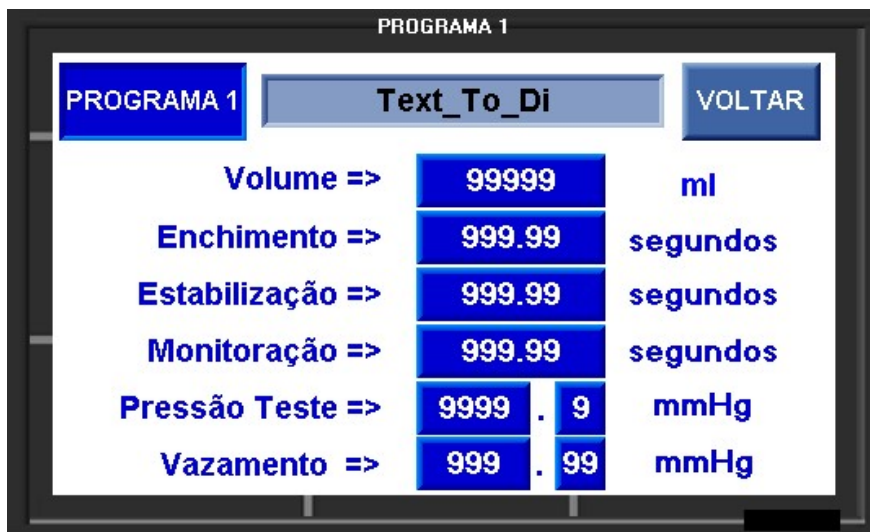 PROGRAMA 1
PROGRAMA 1 Text_To_Di VOLTAR
Volume => 99999 ml
Enchimento => 999.99 segundos
Estabilização => 999.99 segundos
Monitoração => 999.99 segundos
Pressão Teste => 9999 . 9 mmHg
Vazamento => 999 . 99 mmHg